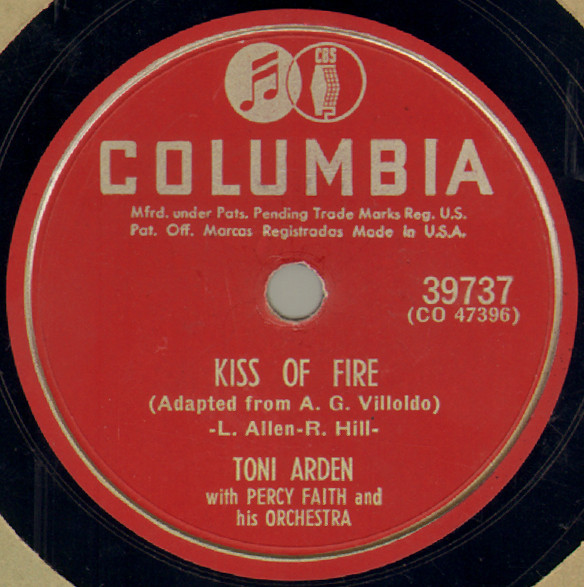 CBS
COLUMBIA
Mfrd. under Pats. Pending Trade Marks Reg. U.S.
Pat. Off. Marcas Registradas Made in U.S.A.
39737
(CO 47396)
KISS OF FIRE
(Adapted from A. G. Villoldo)
-L. Allen-R. Hill-
TONI ARDEN
with PERCY FAITH and
his ORCHESTRA